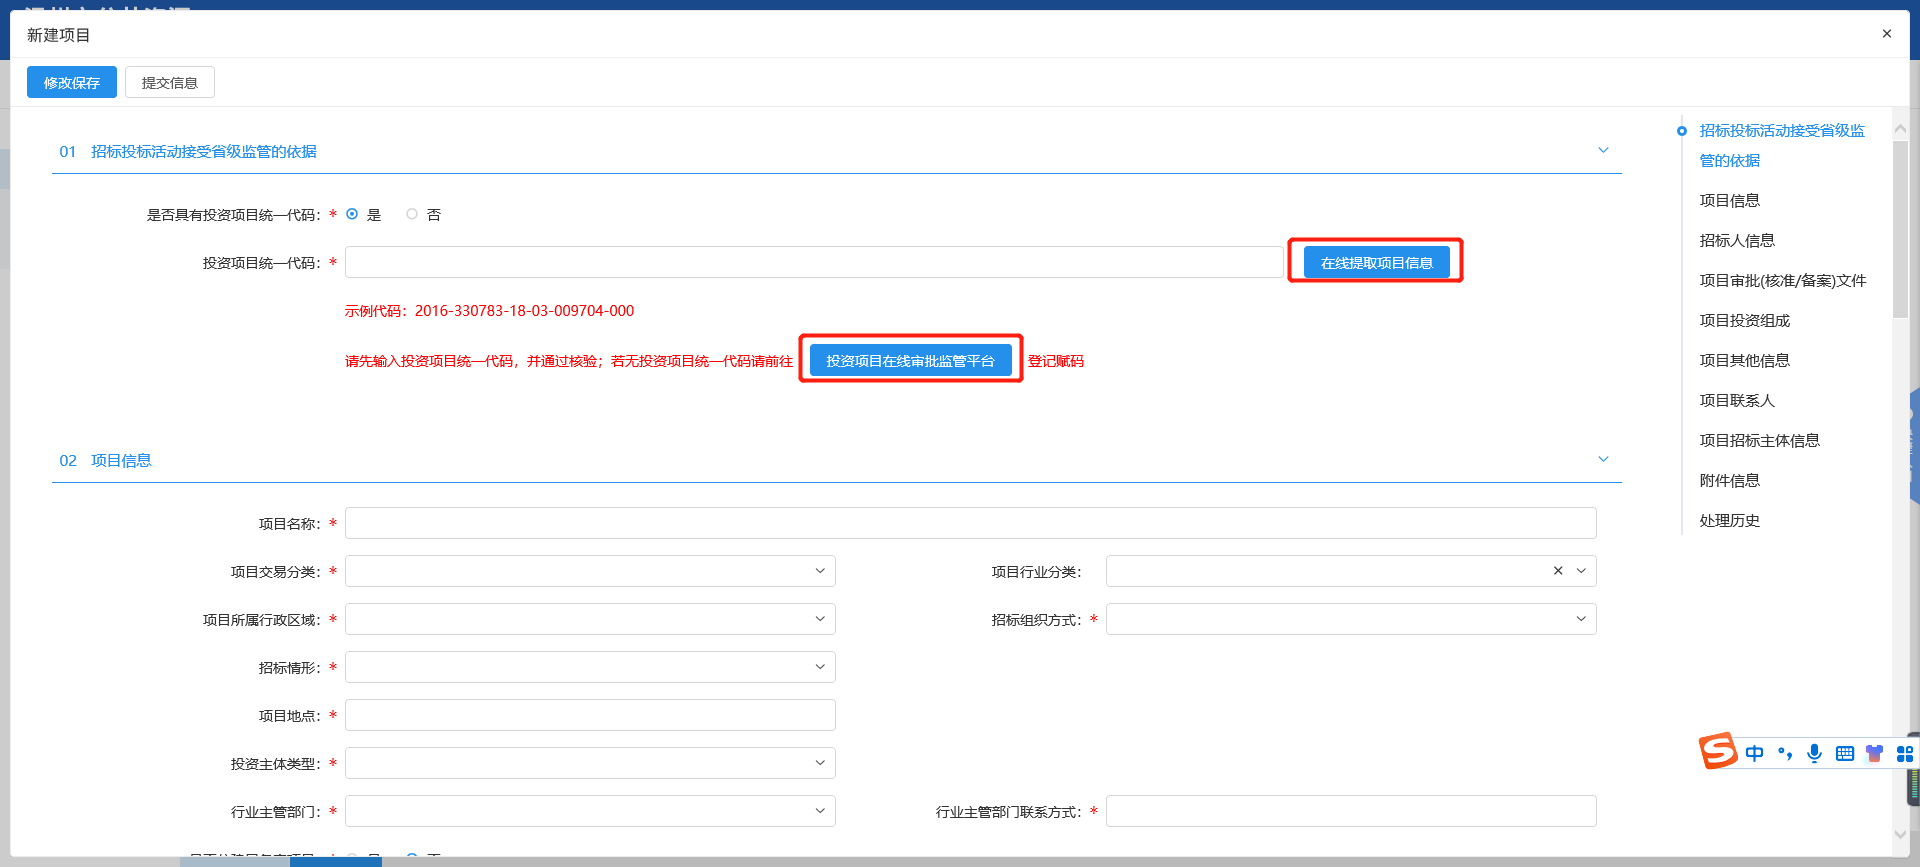 新建项目
修改保存
提交信息
01 招标投标活动接受省级监管的依据
是否具有投资项目统一代码：* 是 否
投资项目统一代码：*
在线提取项目信息
示例代码：2016-330783-18-03-009704-000
请先输入投资项目统一代码，并通过核验；若无投资项目统一代码请前往 投资项目在线审批监管平台 登记赋码
02 项目信息
项目名称：*
项目交易分类：*
项目行业分类：
项目所属行政区域：*
招标组织方式：*
招标情形：*
项目地点：*
投资主体类型：*
行业主管部门：*
行业主管部门联系方式：*
招标投标活动接受省级监
管的依据
项目信息
招标人信息
项目审批(核准/备案)文件
项目投资组成
项目其他信息
项目联系人
项目招标主体信息
附件信息
处理历史
中